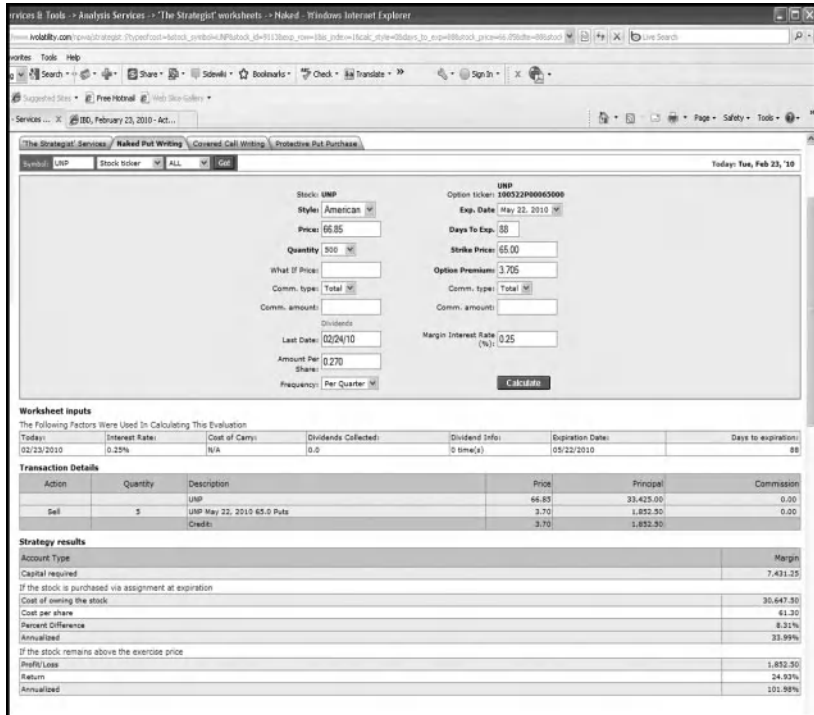 rvices & Tools -> Analysis Services -> 'The Strategist' worksheets -> Naked - Windows Internet Explorer
Live Search
vorites Tools Help
Search Share Sidewiki Bookmarks Check Translate Sign In
Suggested Sites Free Hotmail Web Slice Gallery
- Services ... X IBD, February 23, 2010 - Act... Page Safety Tools
'The Strategist' Services Naked Put Writing Covered Call Writing Protective Put Purchase
Symbol: UNP Stock ticker ALL Go! Today: Tue, Feb 23, '10
UNP
Stock: UNP Option ticker: 100522P00065000
Style: American Exp. Date May 22, 2010
Price: 66.85 Days To Exp. 88
Quantity 500 Strike Price: 65.00
What If Price: Option Premium: 3.705
Comm. type: Total Comm. type: Total
Comm. amount: Comm. amount:
Dividends
Last Date: 02/24/10 Margin Interest Rate (%): 0.25
Amount Per Share: 0.270
Frequency: Per Quarter Calculate
Worksheet inputs
The Following Factors Were Used In Calculating This Evaluation
Today: Interest Rate: Cost of Carry: Dividends Collected: Dividend Info: Expiration Date: Days to expiration:
02/23/2010 0.25% N/A 0.0 0 time(s) 05/22/2010 88
Transaction Details
Action Quantity Description Price Principal Commission
UNP 66.85 33,425.00 0.00
Sell 5 UNP May 22, 2010 65.0 Puts 3.70 1,852.50 0.00
Credit: 3.70 1,852.50
Strategy results
Account Type Margin
Capital required 7,431.25
If the stock is purchased via assignment at expiration
Cost of owning the stock 30,647.50
Cost per share 61.30
Percent Difference 8.31%
Annualized 33.99%
If the stock remains above the exercise price
Profit/Loss 1,852.50
Return 24.93%
Annualized 101.98%